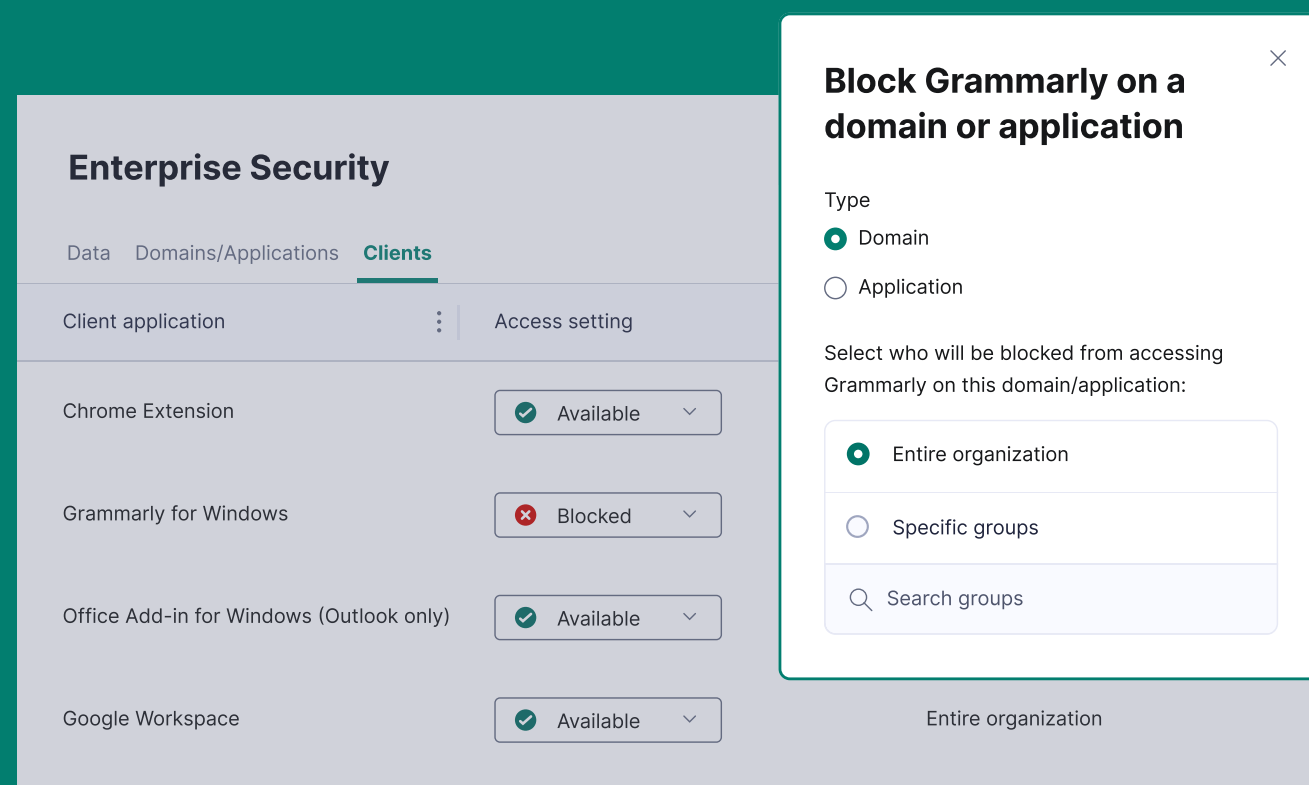 Enterprise Security
Data Domains/Applications Clients
Client application Access setting
Chrome Extension Available
Grammarly for Windows Blocked
Office Add-in for Windows (Outlook only) Available
Google Workspace Available Entire organization
Block Grammarly on a
domain or application
Type
Domain
Application
Select who will be blocked from accessing
Grammarly on this domain/application:
Entire organization
Specific groups
Search groups